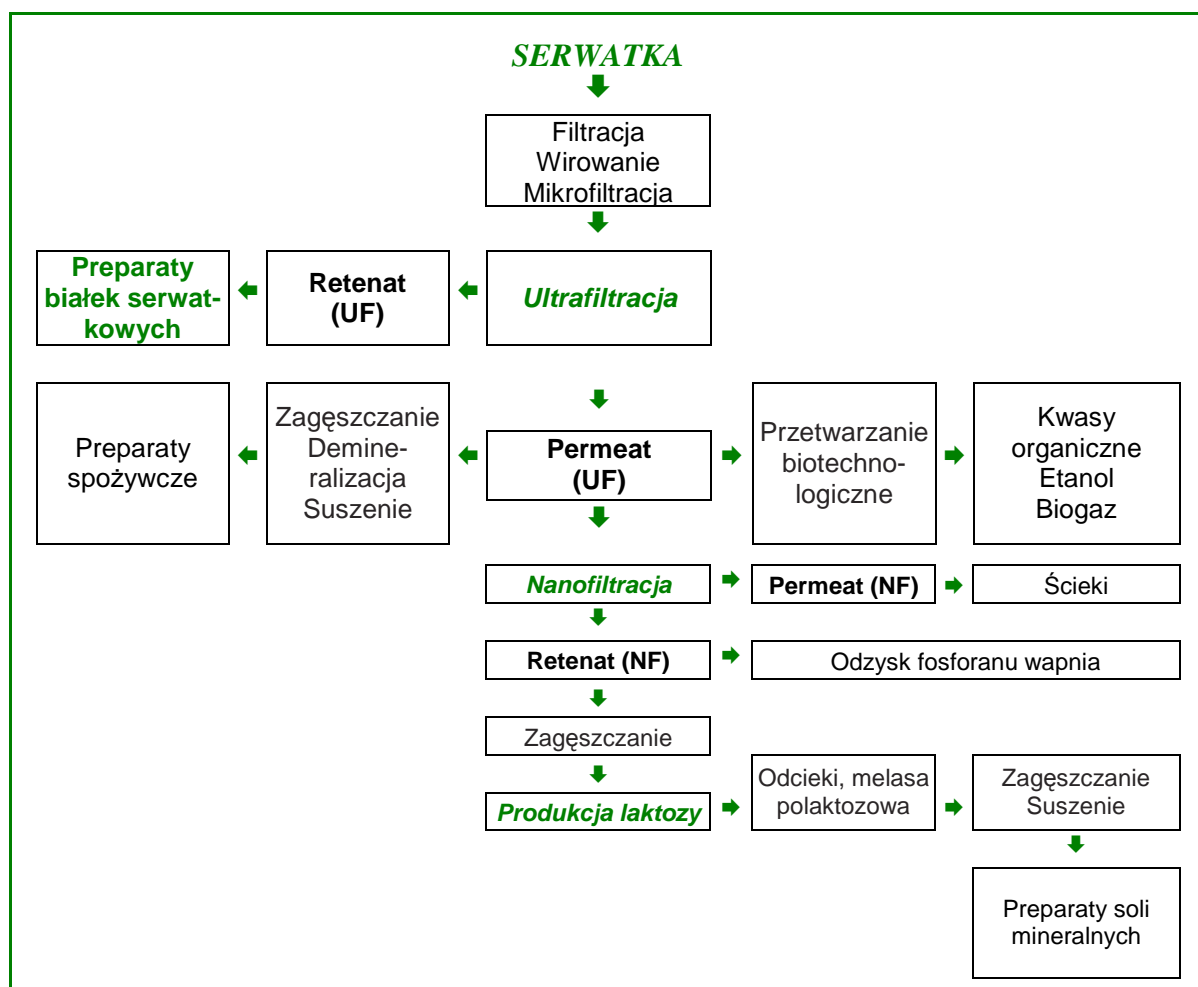 SERWATKA
Filtracja
Wirowanie
Mikrofiltracja
Preparaty
białek serwat-
kowych
Retenat
(UF)
Ultrafiltracja
Preparaty
spożywcze
Zagęszczanie
Demine-
ralizacja
Suszenie
Permeat
(UF)
Przetwarzanie
biotechno-
logiczne
Kwasy
organiczne
Etanol
Biogaz
Nanofiltracja
Permeat (NF)
Ścieki
Retenat (NF)
Odzysk fosforanu wapnia
Zagęszczanie
Produkcja laktozy
Odcieki, melasa
polaktozowa
Zagęszczanie
Suszenie
Preparaty soli
mineralnych